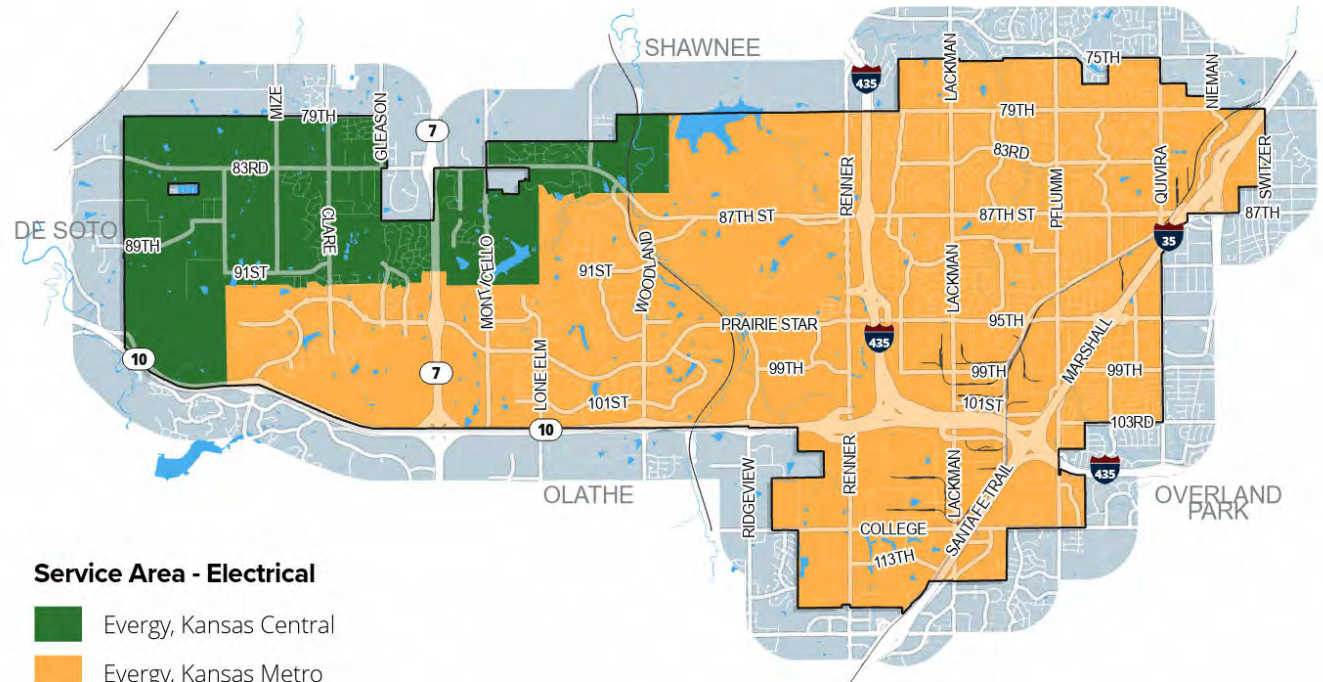 SHAWNEE
75TH
LACKMAN
NIEMAN
435
MIZE
79TH
GLEASON
7
79TH
83RD
83RD
RENNER
PFLUMM
QUIVIRA
SWITZER
87TH ST
87TH ST
87TH
DE SOTO
89TH
CLARE
MONTICELLO
WOODLAND
35
91ST
91ST
LACKMAN
PRAIRIE STAR
95TH
435
MARSHALL
10
7
LONE ELM
99TH
99TH
99TH
101ST
101ST
10
103RD
RIDGEVIEW
RENNER
LACKMAN
SANTA FE TRAIL
435
OLATHE
OVERLAND
PARK
COLLEGE
113TH
Service Area - Electrical
Evergy, Kansas Central
Evergy, Kansas Metro